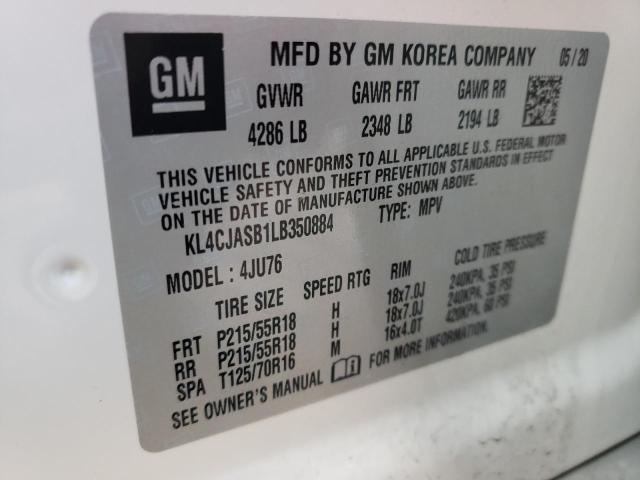 GM
MFD BY GM KOREA COMPANY 05/20
GVWR GAWR FRT GAWR RR
4286 LB 2348 LB 2194 LB
THIS VEHICLE CONFORMS TO ALL APPLICABLE U.S. FEDERAL MOTOR
VEHICLE SAFETY AND THEFT PREVENTION STANDARDS IN EFFECT
ON THE DATE OF MANUFACTURE SHOWN ABOVE.
KL4CJASB1LB350884 TYPE: MPV
MODEL: 4JU76
TIRE SIZE SPEED RTG RIM COLD TIRE PRESSURE
FRT P215/55R18 H 18x7.0J 240KPA, 35 PSI
RR P215/55R18 H 18x7.0J 240KPA, 35 PSI
SPA T125/70R16 M 16x4.0T 420KPA, 60 PSI
SEE OWNER'S MANUAL FOR MORE INFORMATION.